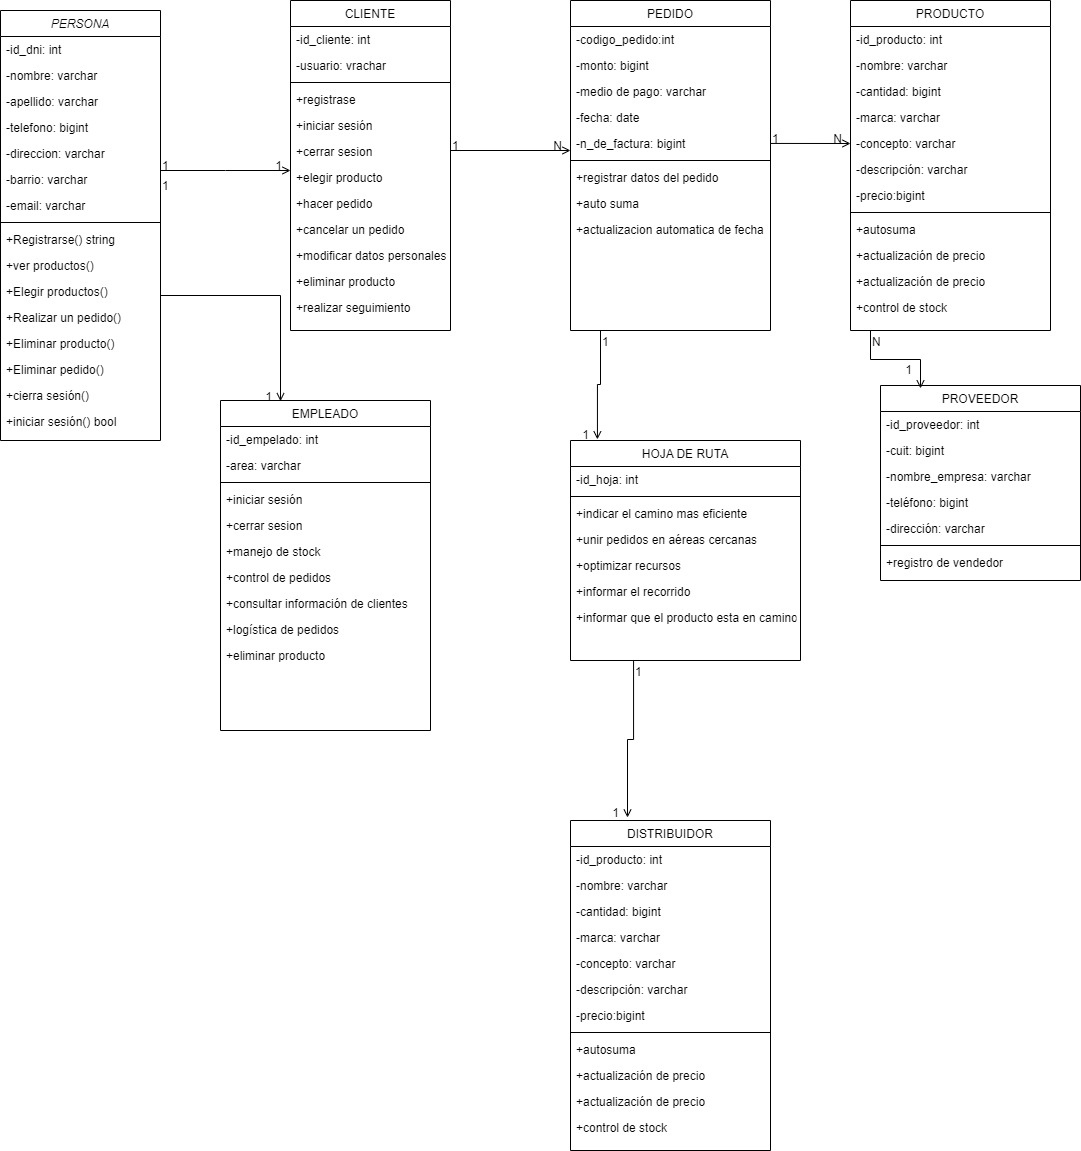 PERSONA
-id_dni: int
-nombre: varchar
-apellido: varchar
-telefono: bigint
-direccion: varchar
-barrio: varchar
-email: varchar
+Registrarse() string
+ver productos()
+Elegir productos()
+Realizar un pedido()
+Eliminar producto()
+Eliminar pedido()
+cierra sesión()
+iniciar sesión() bool
1
1
1
CLIENTE
-id_cliente: int
-usuario: vrachar
+registrase
+iniciar sesión
+cerrar sesion
+elegir producto
+hacer pedido
+cancelar un pedido
+modificar datos personales
+eliminar producto
+realizar seguimiento
1
N
PEDIDO
-codigo_pedido:int
-monto: bigint
-medio de pago: varchar
-fecha: date
-n_de_factura: bigint
+registrar datos del pedido
+auto suma
+actualizacion automatica de fecha
1
N
PRODUCTO
-id_producto: int
-nombre: varchar
-cantidad: bigint
-marca: varchar
-concepto: varchar
-descripción: varchar
-precio:bigint
+autosuma
+actualización de precio
+actualización de precio
+control de stock
N
1
PROVEEDOR
-id_proveedor: int
-cuit: bigint
-nombre_empresa: varchar
-teléfono: bigint
-dirección: varchar
+registro de vendedor
1
EMPLEADO
-id_empelado: int
-area: varchar
+iniciar sesión
+cerrar sesion
+manejo de stock
+control de pedidos
+consultar información de clientes
+logística de pedidos
+eliminar producto
1
1
HOJA DE RUTA
-id_hoja: int
+indicar el camino mas eficiente
+unir pedidos en aéreas cercanas
+optimizar recursos
+informar el recorrido
+informar que el producto esta en camino
1
1
DISTRIBUIDOR
-id_producto: int
-nombre: varchar
-cantidad: bigint
-marca: varchar
-concepto: varchar
-descripción: varchar
-precio:bigint
+autosuma
+actualización de precio
+actualización de precio
+control de stock